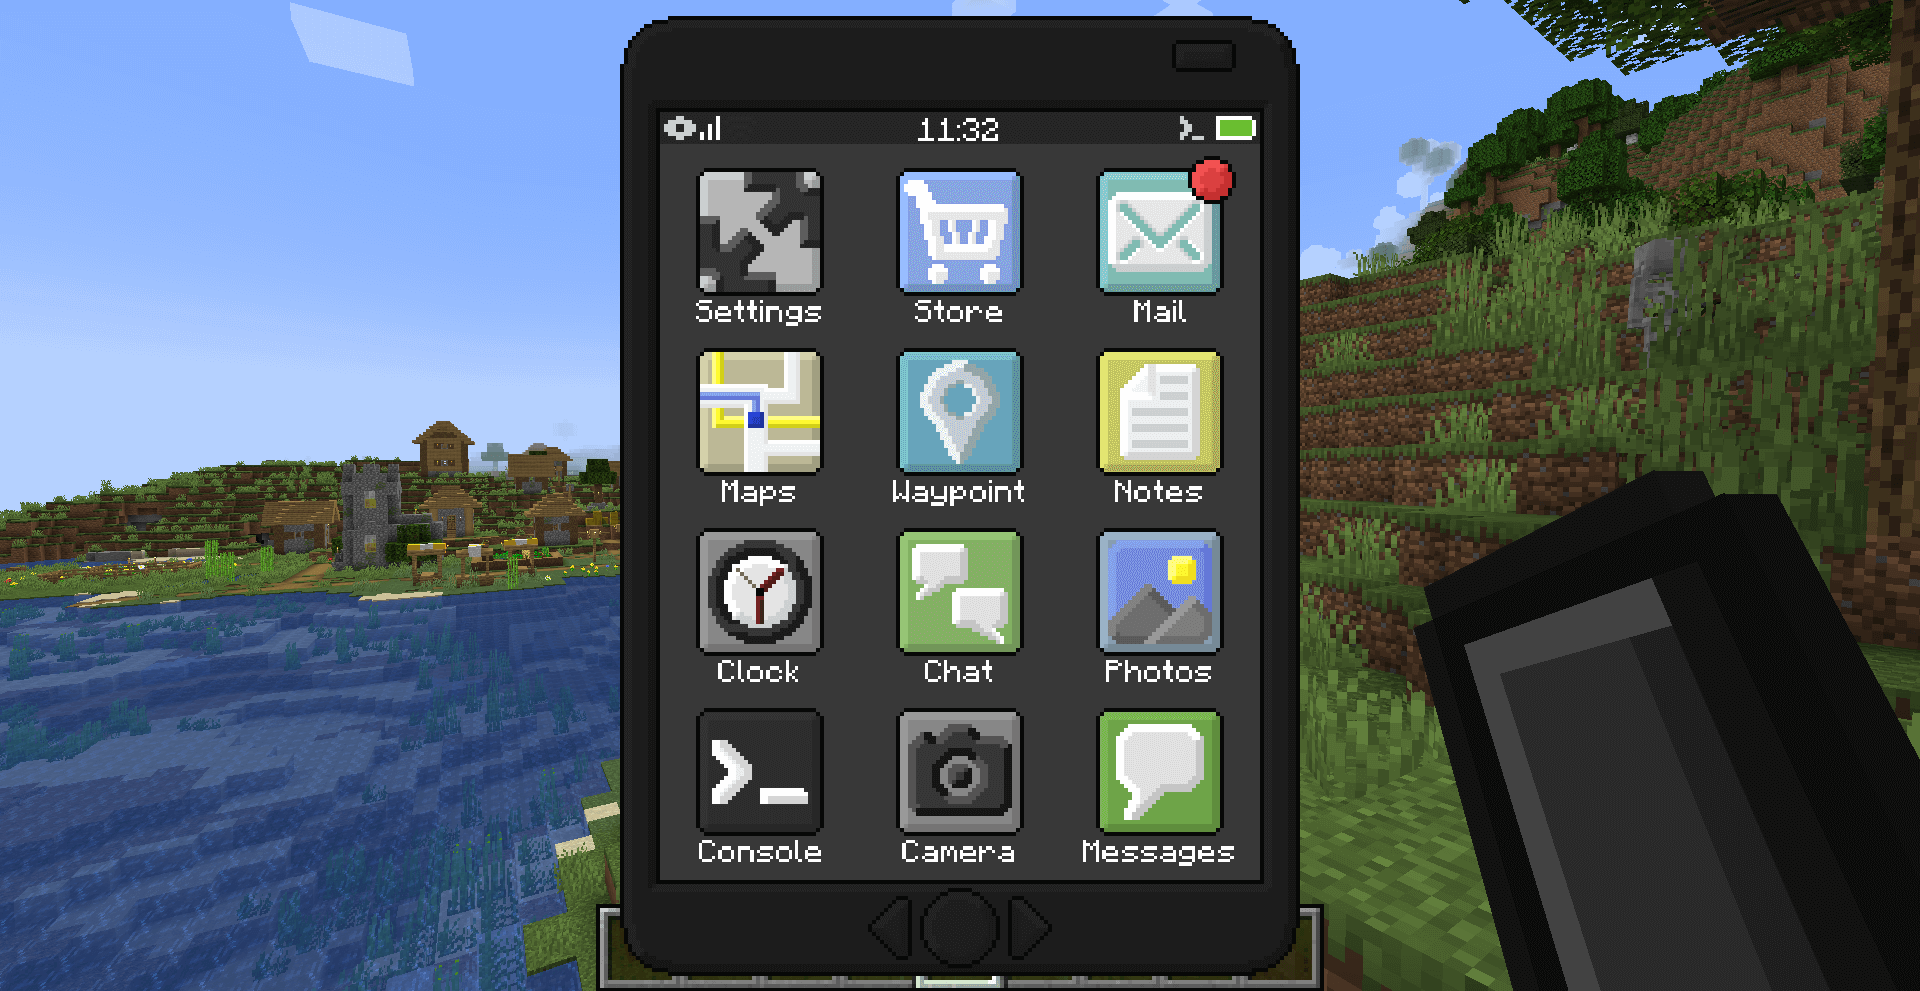 11:32
Settings
Store
Mail
Maps
Waypoint
Notes
Clock
Chat
Photos
Console
Camera
Messages